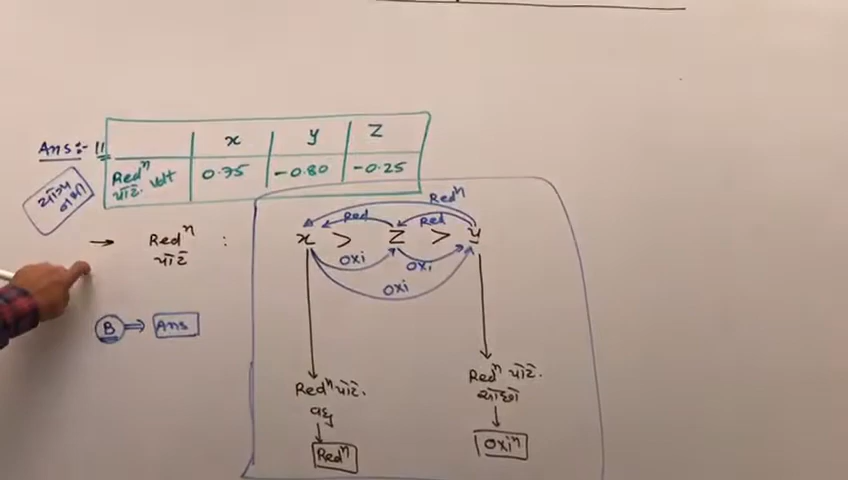 Ans:- 11
x y Z
Redⁿ પોટે. volt 0.75 -0.80 -0.25
યોગ્ય
Redⁿ
Red Red
→ Redⁿ : x > Z > y
પોટે
oxi oxi
oxi
B ⇒ Ans
Redⁿ પોટે. Redⁿ પોટે.
વધુ ઓછો
Redⁿ oxiⁿ